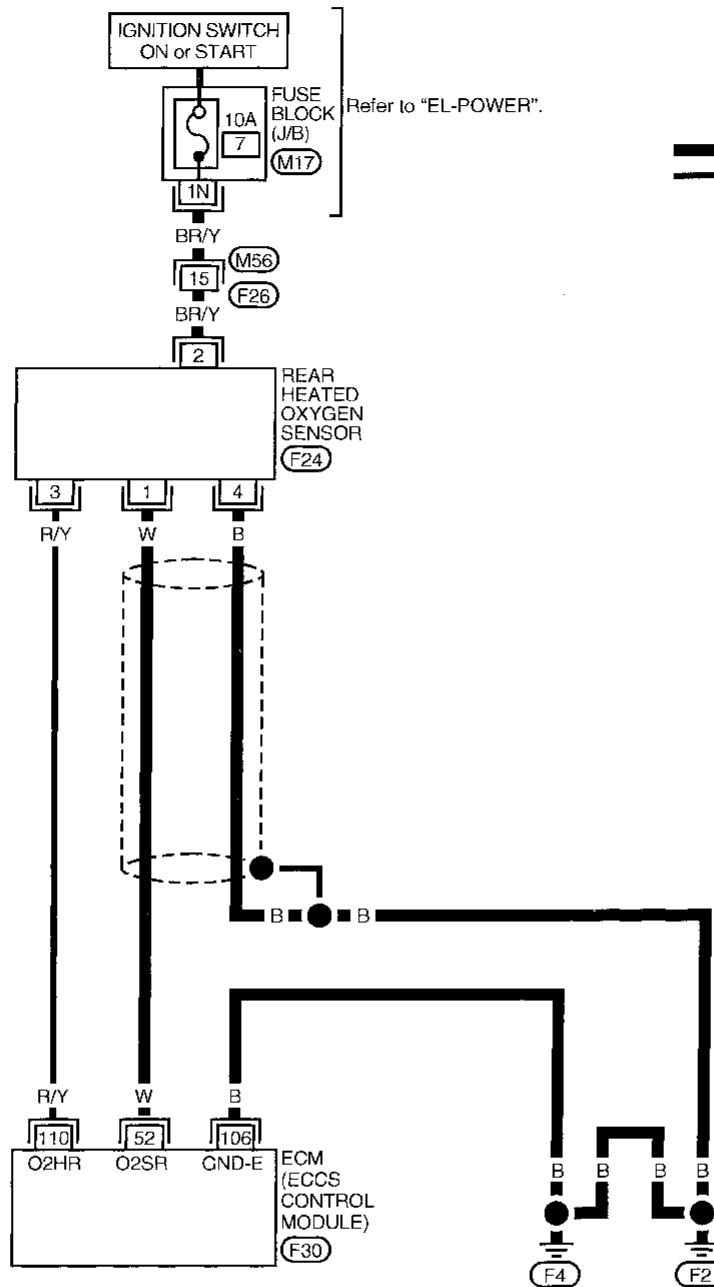 IGNITION SWITCH
ON or START
FUSE
BLOCK
(J/B)
Refer to "EL-POWER".
10A
7
M17
1N
BR/Y
M56
15
F26
BR/Y
2
REAR
HEATED
OXYGEN
SENSOR
F24
3 1 4
R/Y W B
B B
R/Y W B
110 52 106
O2HR O2SR GND-E
ECM
(ECCS
CONTROL
MODULE)
F30
B B B B
F4 F2